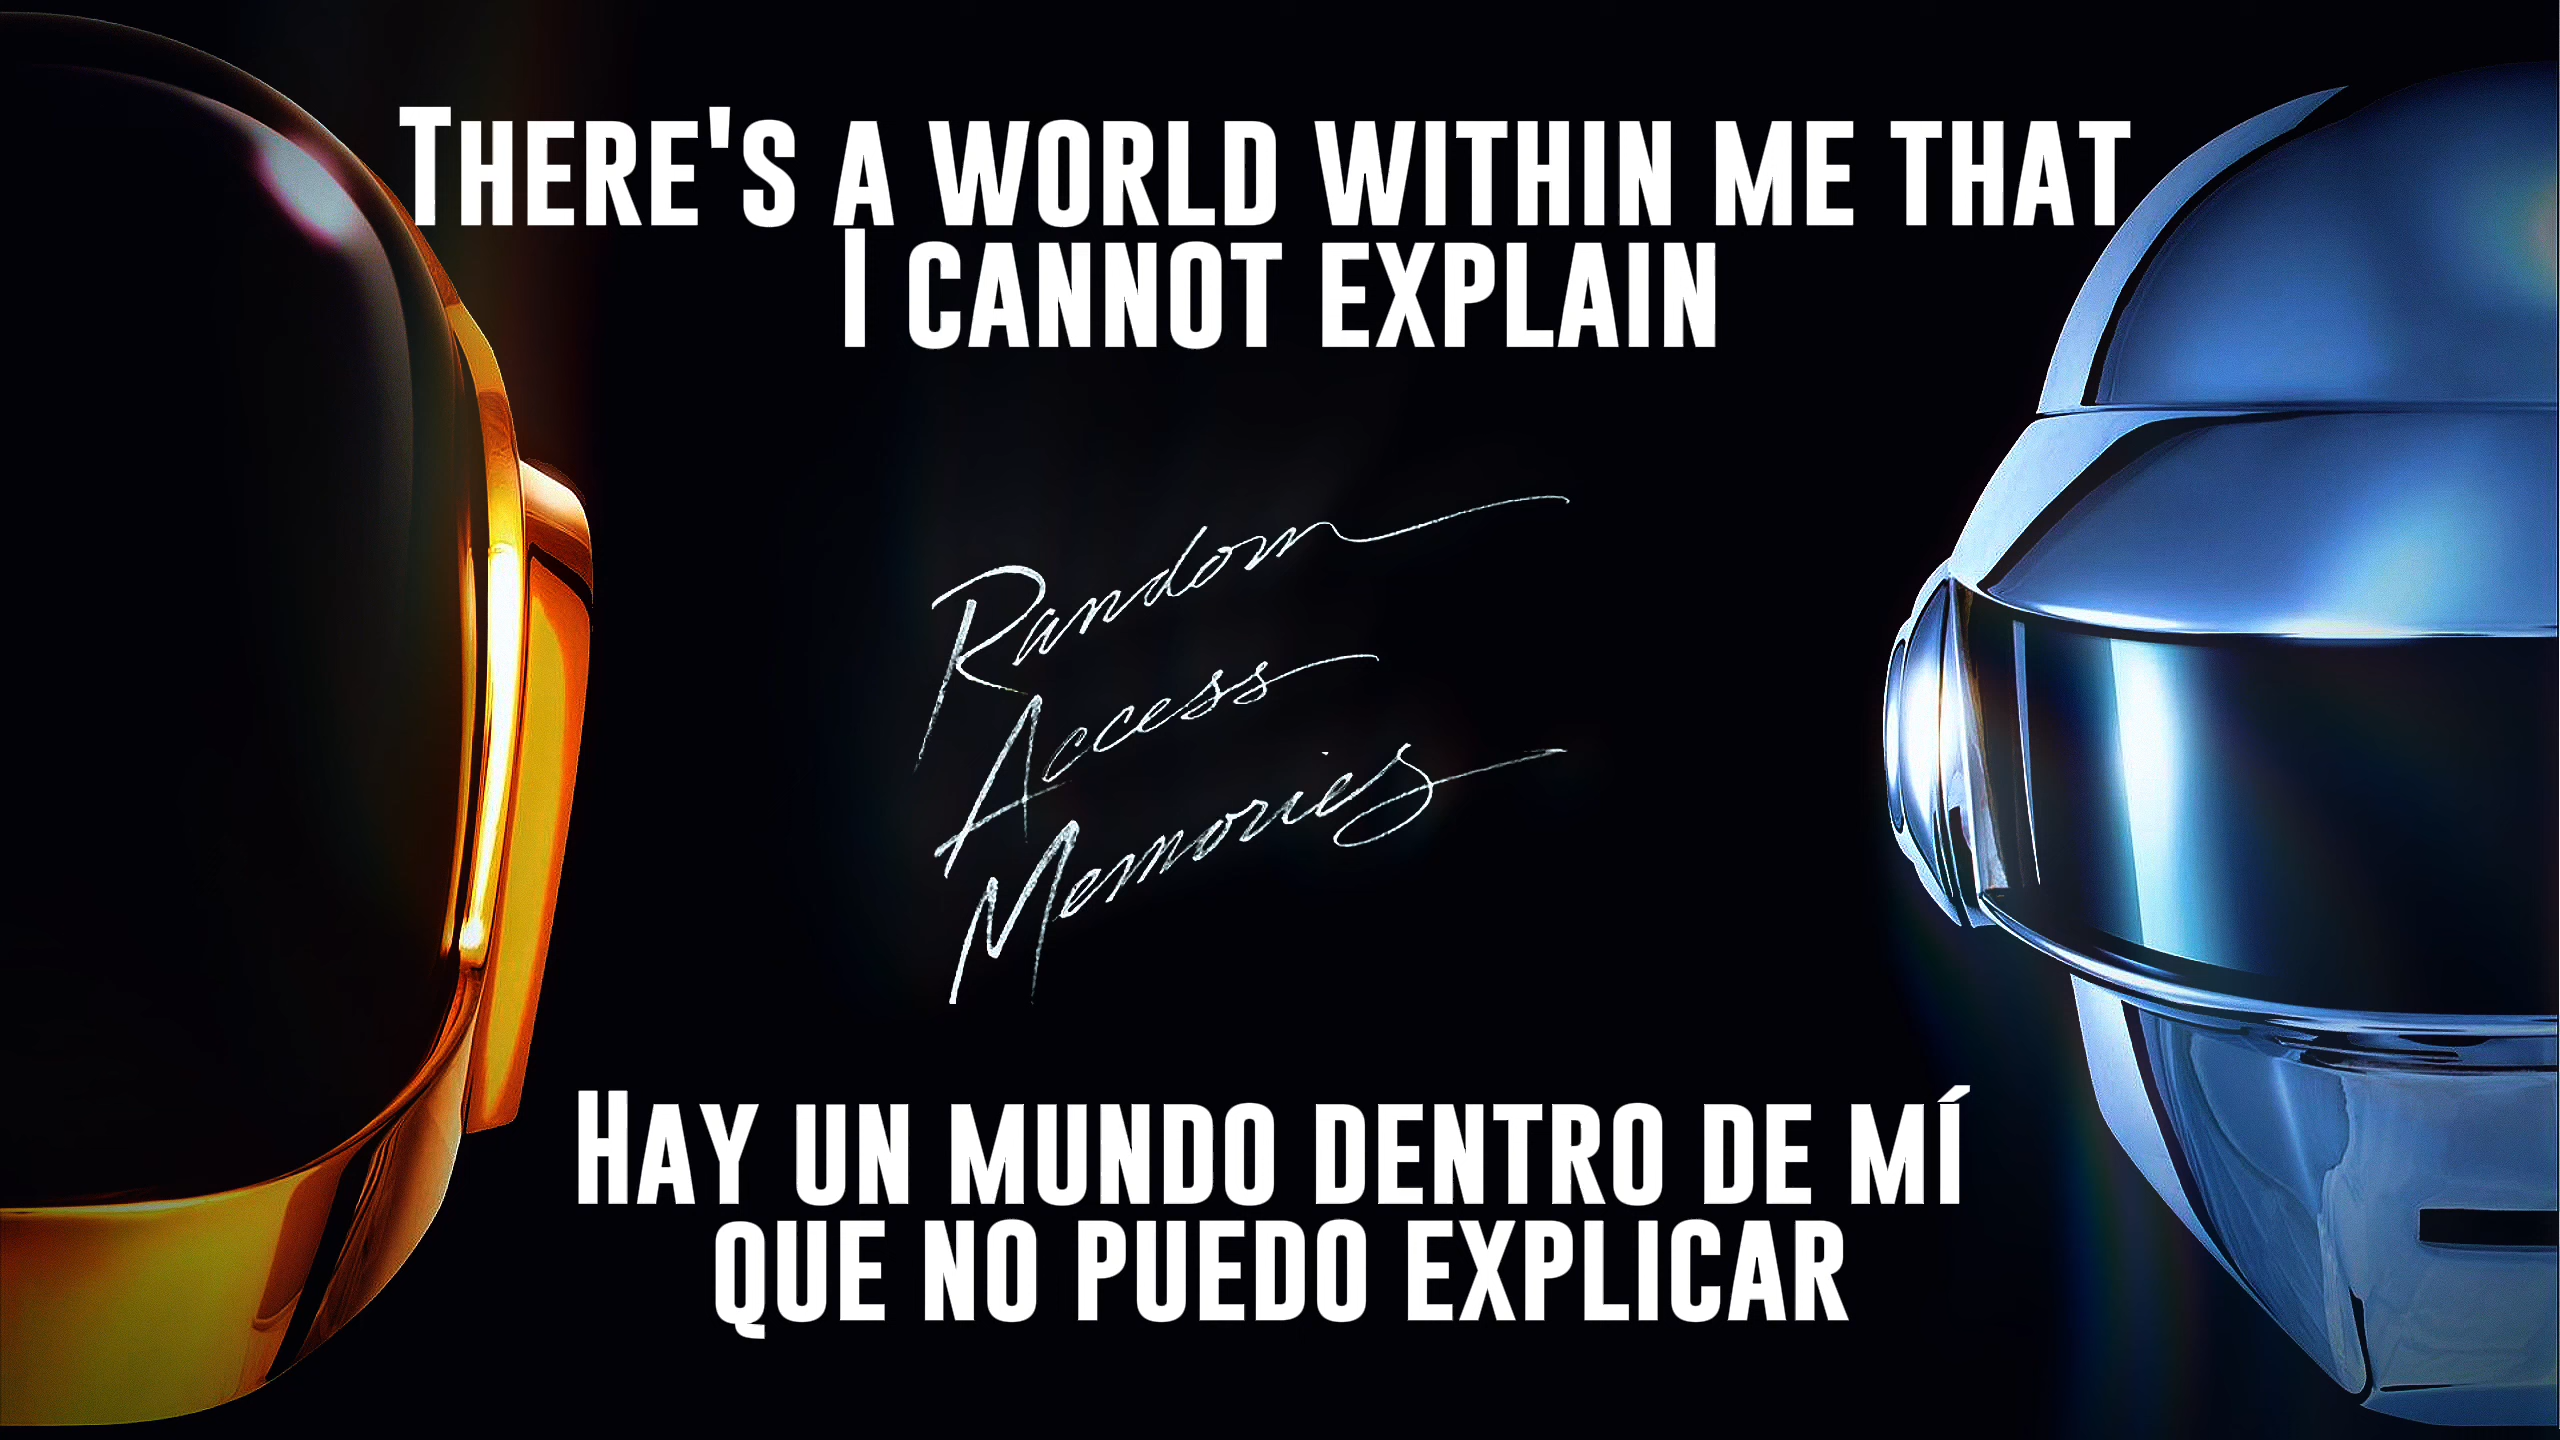 There's a world within me that
I cannot explain
Random
Access
Memories
Hay un mundo dentro de mí
que no puedo explicar